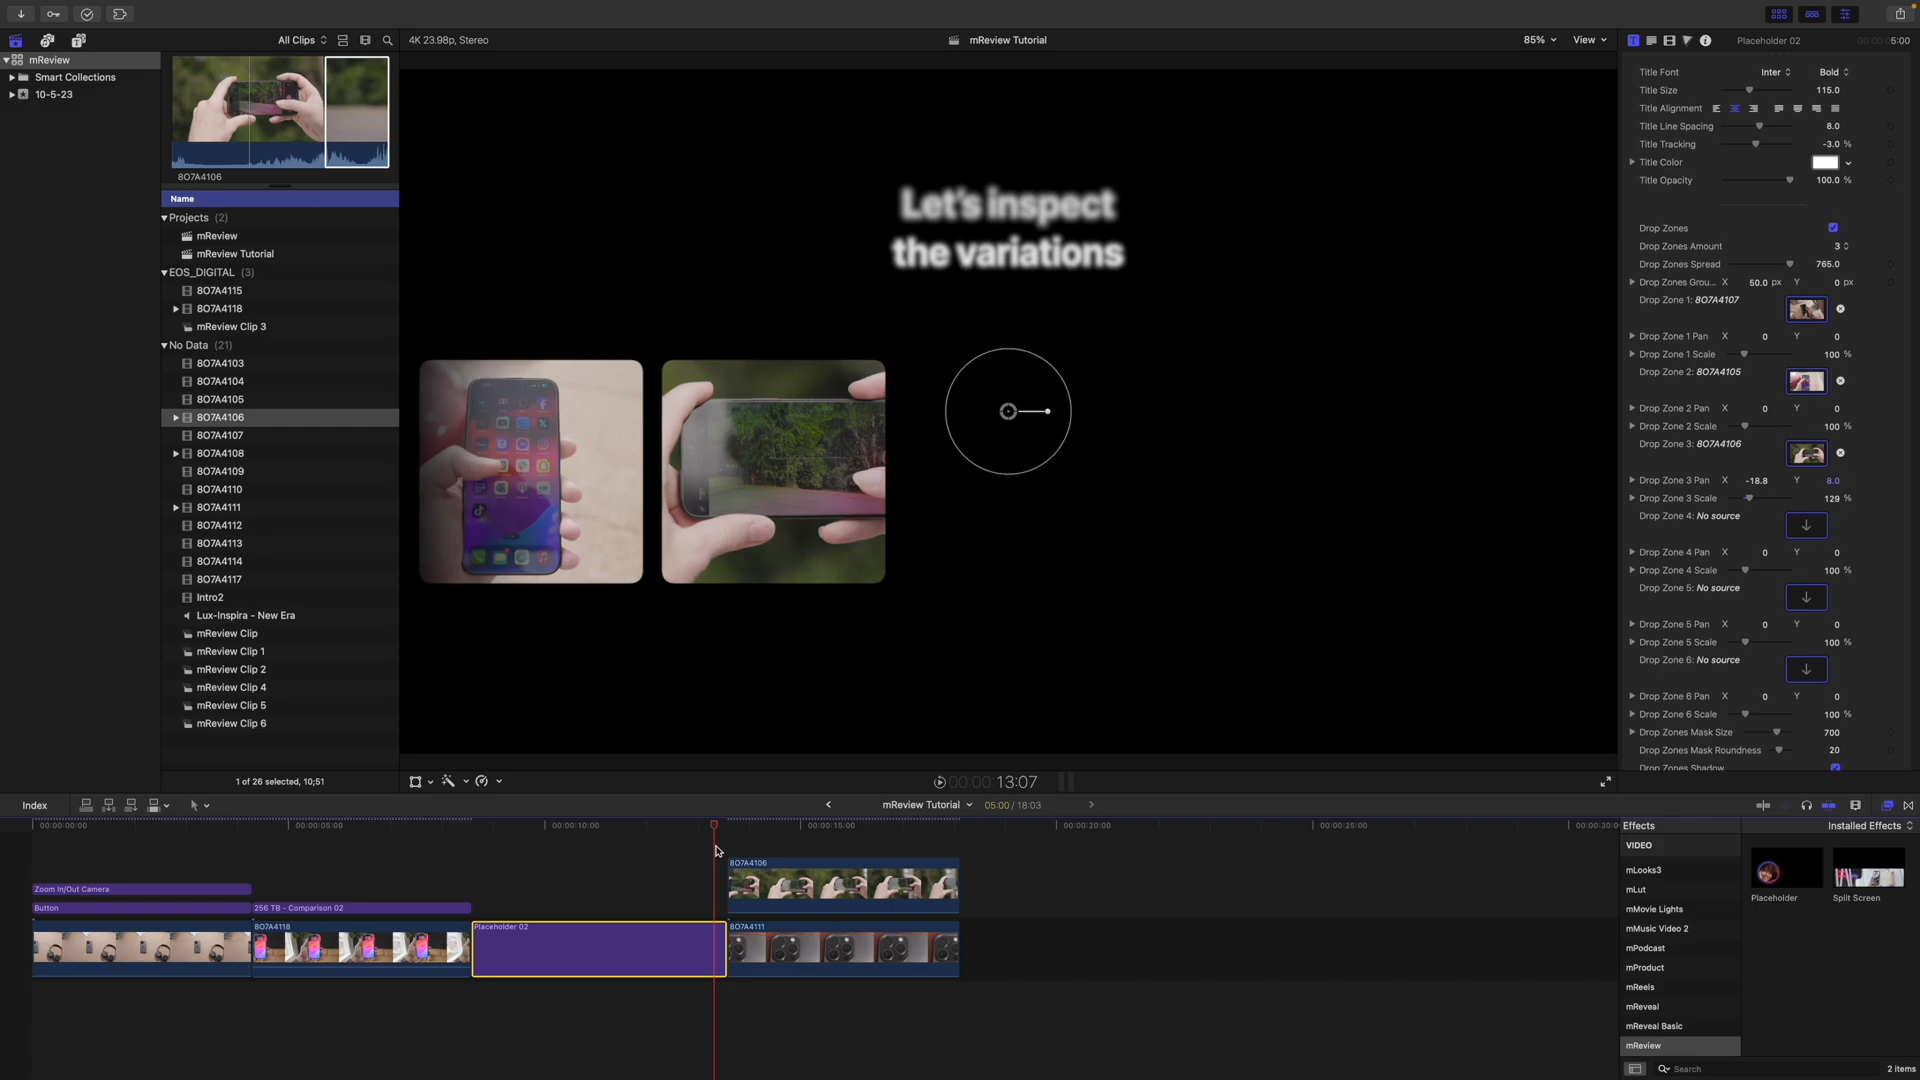 All Clips
4K 23.98p, Stereo
mReview Tutorial
85%
View
Placeholder 02
00:00:05:00
mReview
Smart Collections
10-5-23
8O7A4106
Name
Projects (2)
mReview
mReview Tutorial
EOS_DIGITAL (3)
8O7A4115
8O7A4118
mReview Clip 3
No Data (21)
8O7A4103
8O7A4104
8O7A4105
8O7A4106
8O7A4107
8O7A4108
8O7A4109
8O7A4110
8O7A4111
8O7A4112
8O7A4113
8O7A4114
8O7A4117
Intro2
Lux-Inspira - New Era
mReview Clip
mReview Clip 1
mReview Clip 2
mReview Clip 4
mReview Clip 5
mReview Clip 6
1 of 26 selected, 10;51
Let's inspect
the variations
Title Font Inter Bold
Title Size 115.0
Title Alignment
Title Line Spacing 8.0
Title Tracking -3.0 %
Title Color
Title Opacity 100.0 %
Drop Zones
Drop Zones Amount 3
Drop Zones Spread 765.0
Drop Zones Grou... X 50.0 px Y 0 px
Drop Zone 1: 8O7A4107
Drop Zone 1 Pan X 0 Y 0
Drop Zone 1 Scale 100 %
Drop Zone 2: 8O7A4105
Drop Zone 2 Pan X 0 Y 0
Drop Zone 2 Scale 100 %
Drop Zone 3: 8O7A4106
Drop Zone 3 Pan X -18.8 Y 8.0
Drop Zone 3 Scale 129 %
Drop Zone 4: No source
Drop Zone 4 Pan X 0 Y 0
Drop Zone 4 Scale 100 %
Drop Zone 5: No source
Drop Zone 5 Pan X 0 Y 0
Drop Zone 5 Scale 100 %
Drop Zone 6: No source
Drop Zone 6 Pan X 0 Y 0
Drop Zone 6 Scale 100 %
Drop Zones Mask Size 700
Drop Zones Mask Roundness 20
Drop Zones Shadow
00:00:13:07
Index
mReview Tutorial
05:00 / 18:03
00:00:00:00
00:00:05:00
00:00:10:00
00:00:15:00
00:00:20:00
00:00:25:00
00:00:30:0
8O7A4106
Zoom In/Out Camera
Button
256 TB - Comparison 02
8O7A4118
Placeholder 02
8O7A4111
Effects
Installed Effects
VIDEO
mLooks3
mLut
mMovie Lights
mMusic Video 2
mPodcast
mProduct
mReels
mReveal
mReveal Basic
mReview
Placeholder
Split Screen
Search
2 items